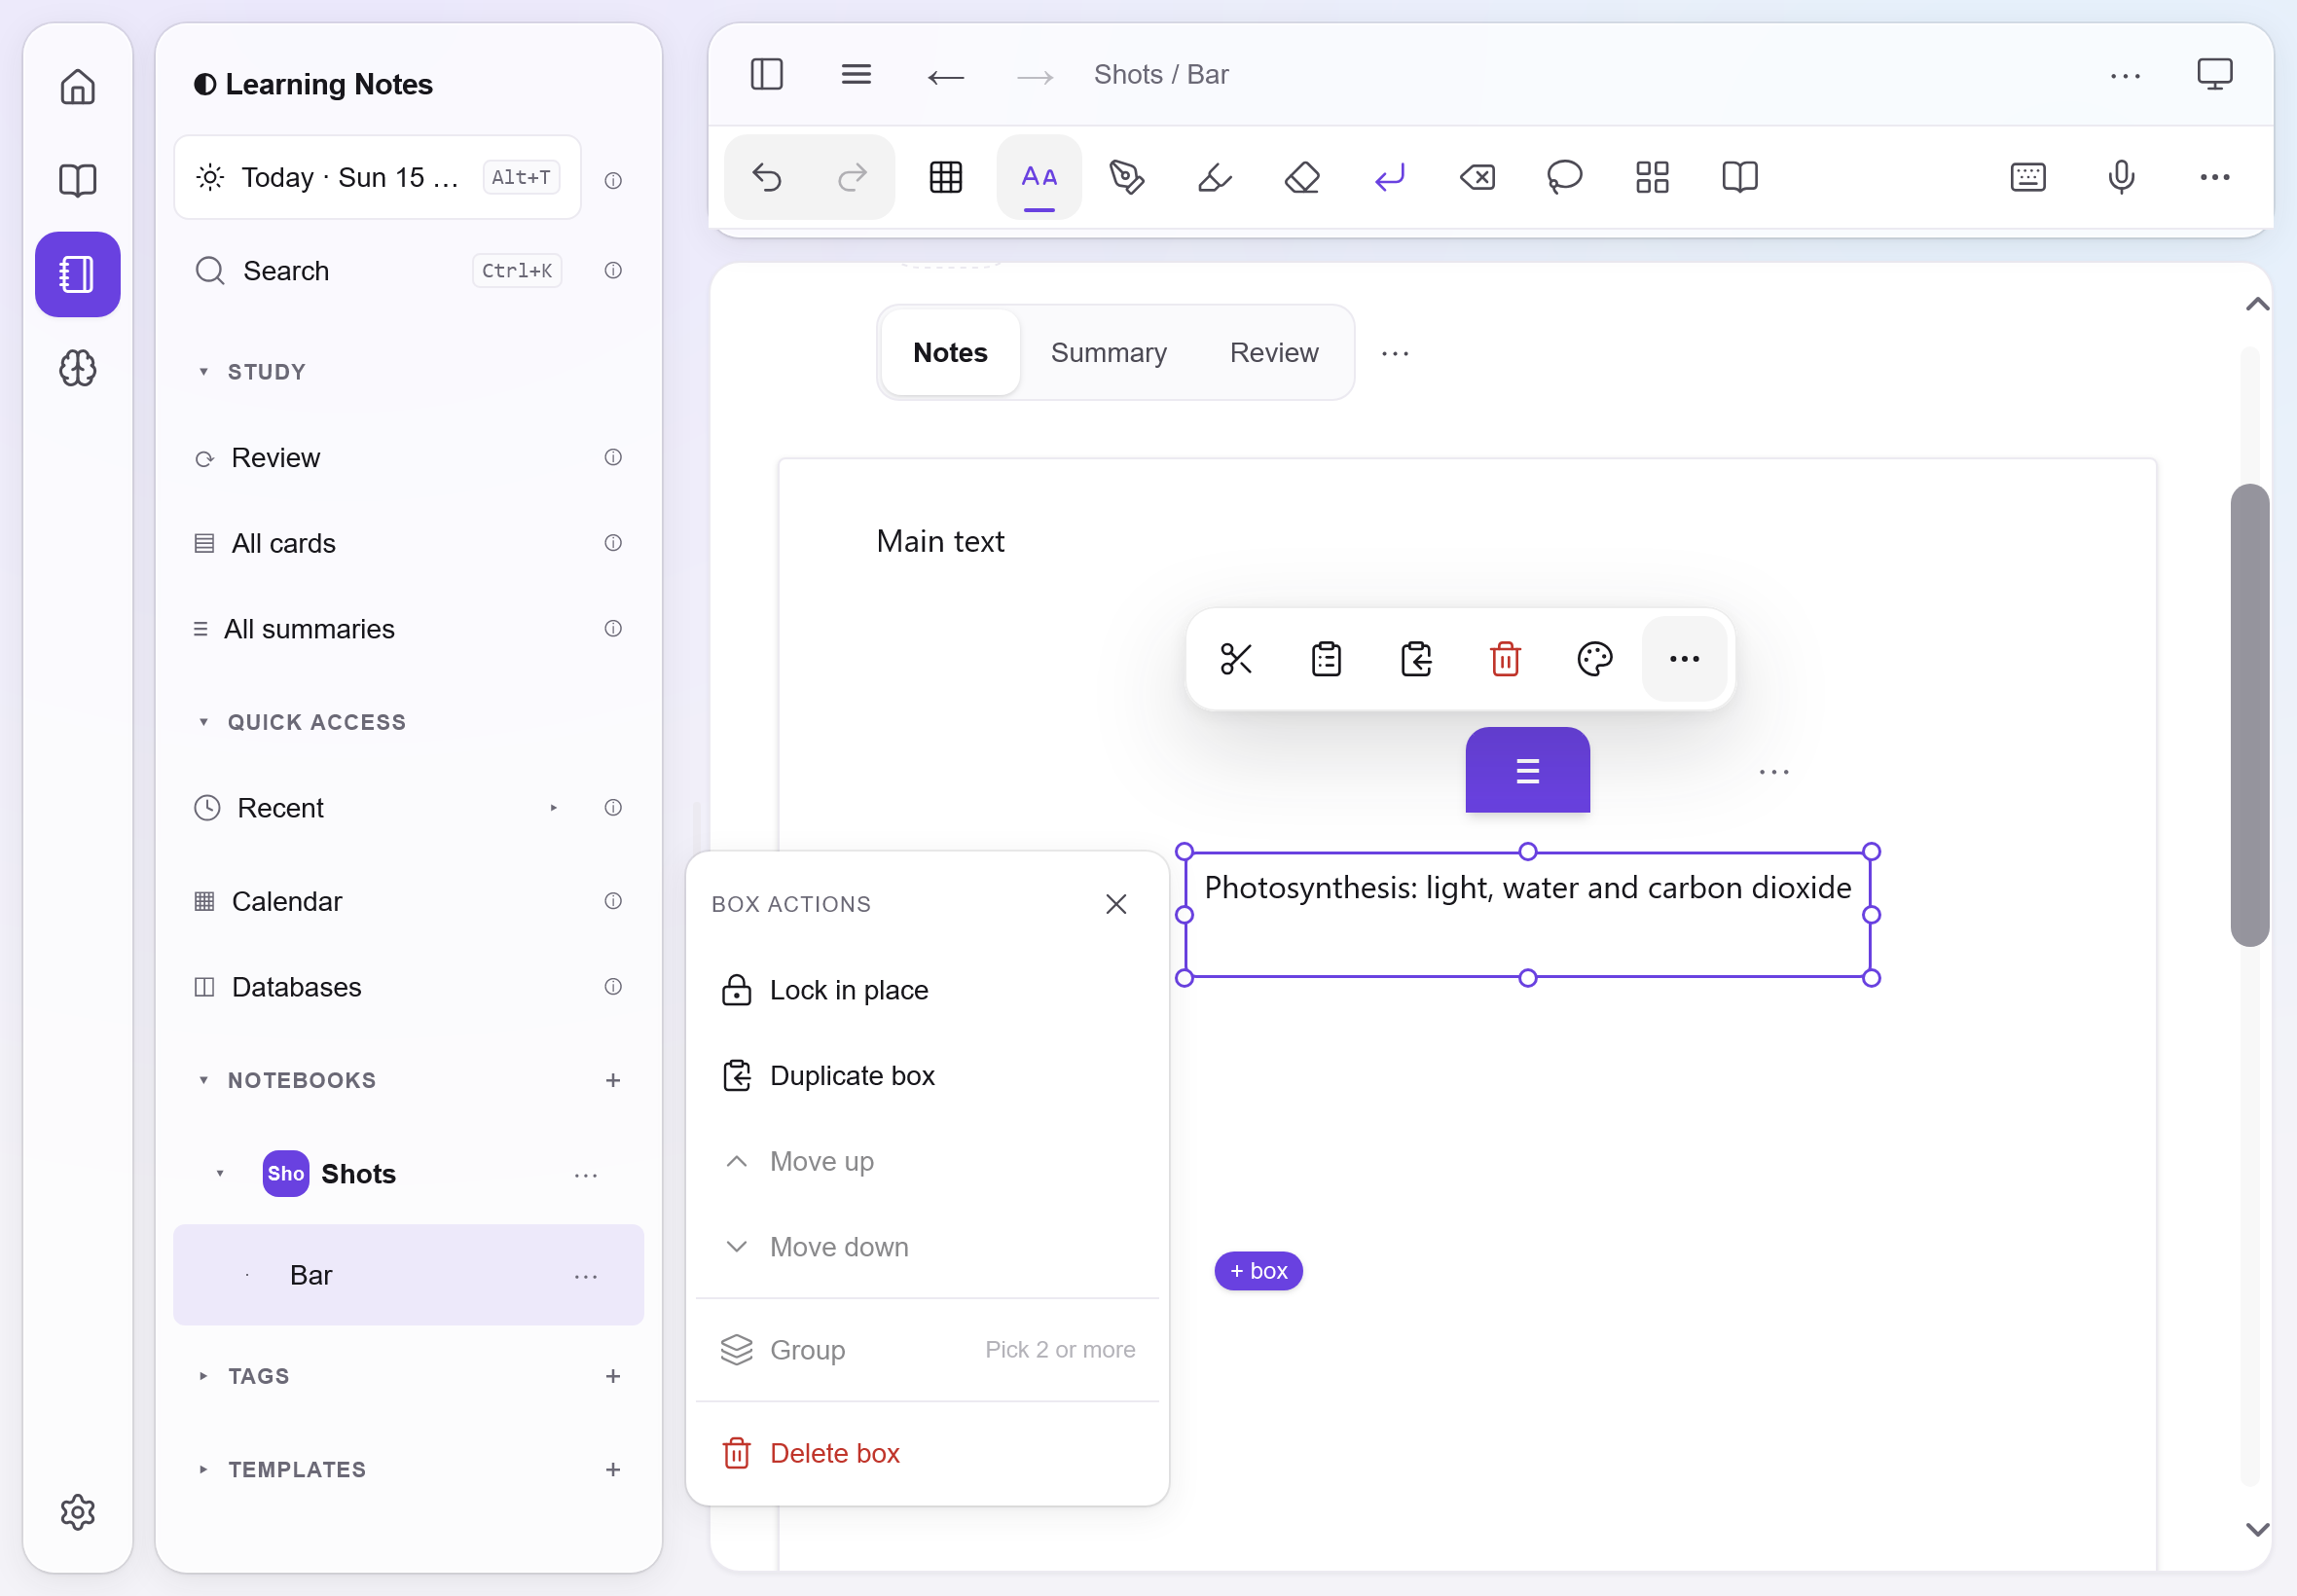 Learning Notes
Today · Sun 15 ... Alt+T
Search Ctrl+K
STUDY
Review
All cards
All summaries
QUICK ACCESS
Recent
Calendar
Databases
NOTEBOOKS +
Sho Shots ...
Bar ...
TAGS +
TEMPLATES +
Shots / Bar
Notes Summary Review ...
Main text
Photosynthesis: light, water and carbon dioxide
BOX ACTIONS
Lock in place
Duplicate box
Move up
Move down
Group Pick 2 or more
Delete box
+ box